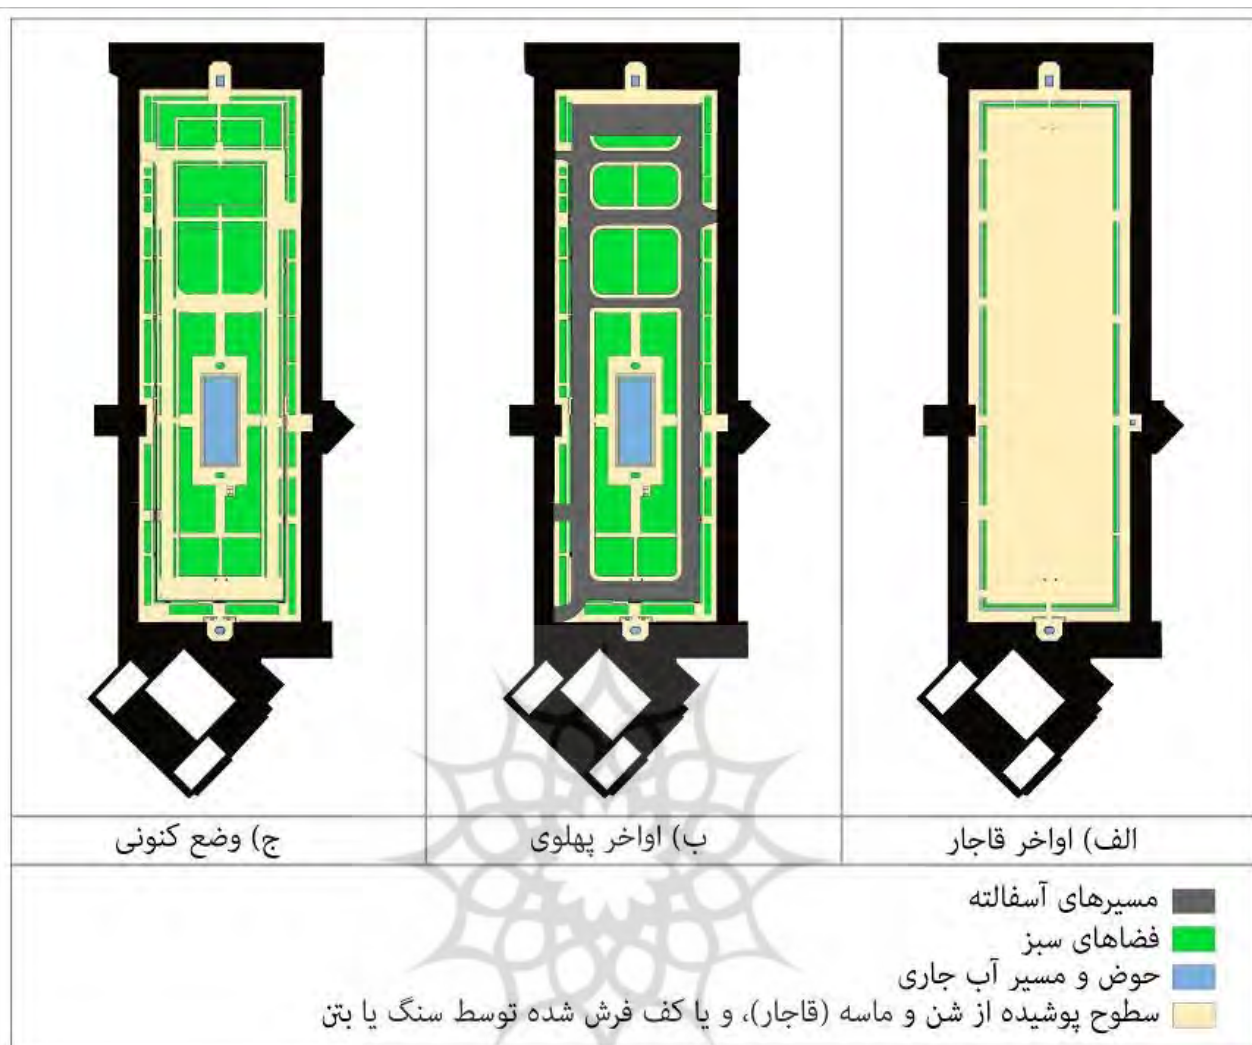 الف) اواخر قاجار
ب) اواخر پهلوی
ج) وضع کنونی
مسیرهای آسفالته
فضاهای سبز
حوض و مسیر آب جاری
سطوح پوشیده از شن و ماسه (قاجار)، و یا کف فرش شده توسط سنگ یا بتن